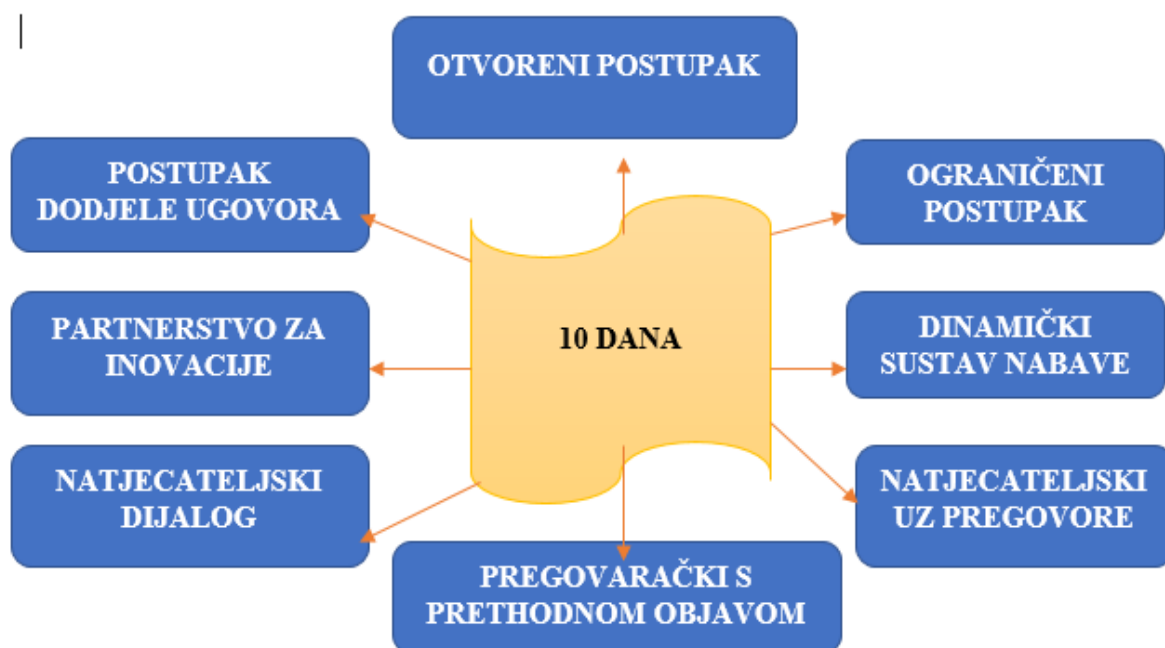 OTVORENI POSTUPAK
POSTUPAK
DODJELE UGOVORA
OGRANIČENI
POSTUPAK
PARTNERSTVO ZA
INOVACIJE
10 DANA
DINAMIČKI
SUSTAV NABAVE
NATJECATELJSKI
DIJALOG
NATJECATELJSKI
UZ PREGOVORE
PREGOVARAČKI S
PRETHODNOM OBJAVOM